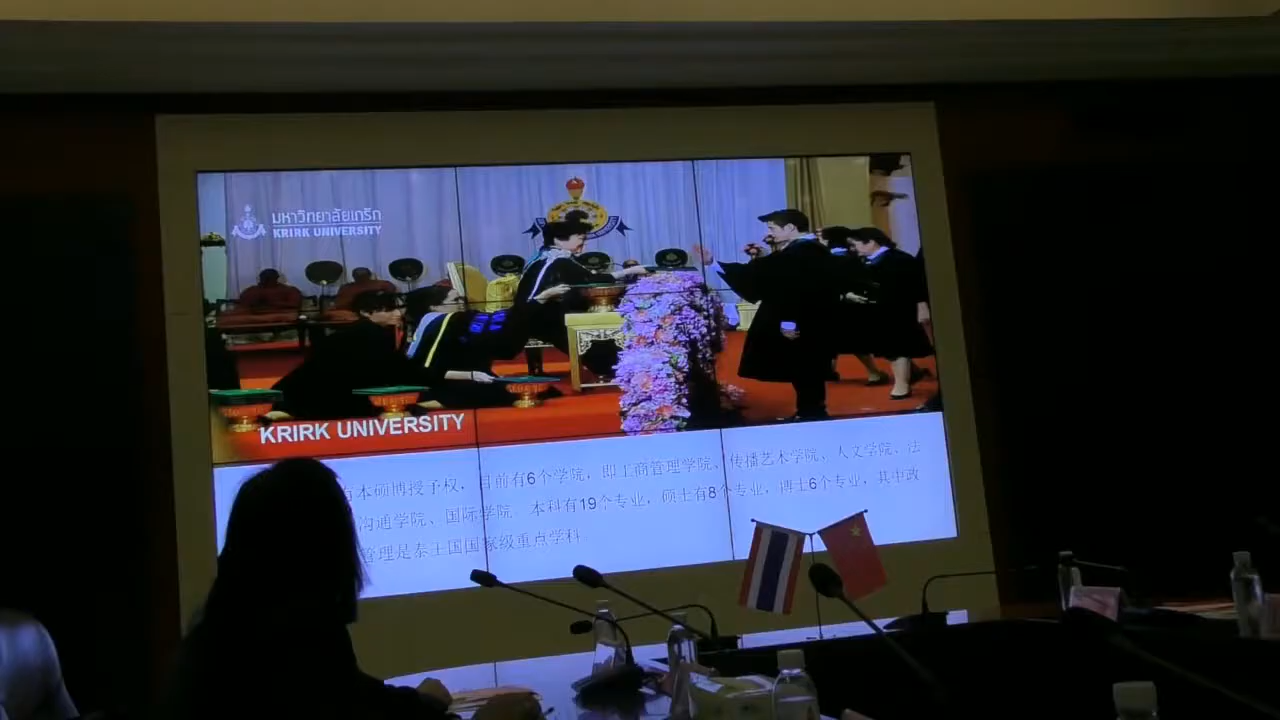 มหาวิทยาลัยเกริก
KRIRK UNIVERSITY
KRIRK UNIVERSITY
有本硕博授予权，目前有6个学院，即工商管理学院、传播艺术学院、人文学院、法
沟通学院、国际学院 本科有19个专业，硕士有8个专业，博士6个专业，其中政
管理是泰王国国家级重点学科